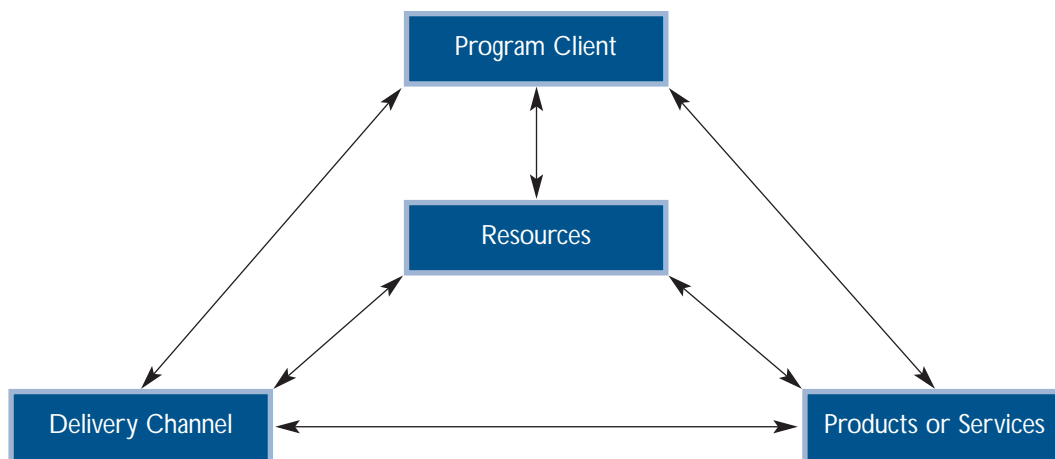 Program Client
Resources
Delivery Channel
Products or Services